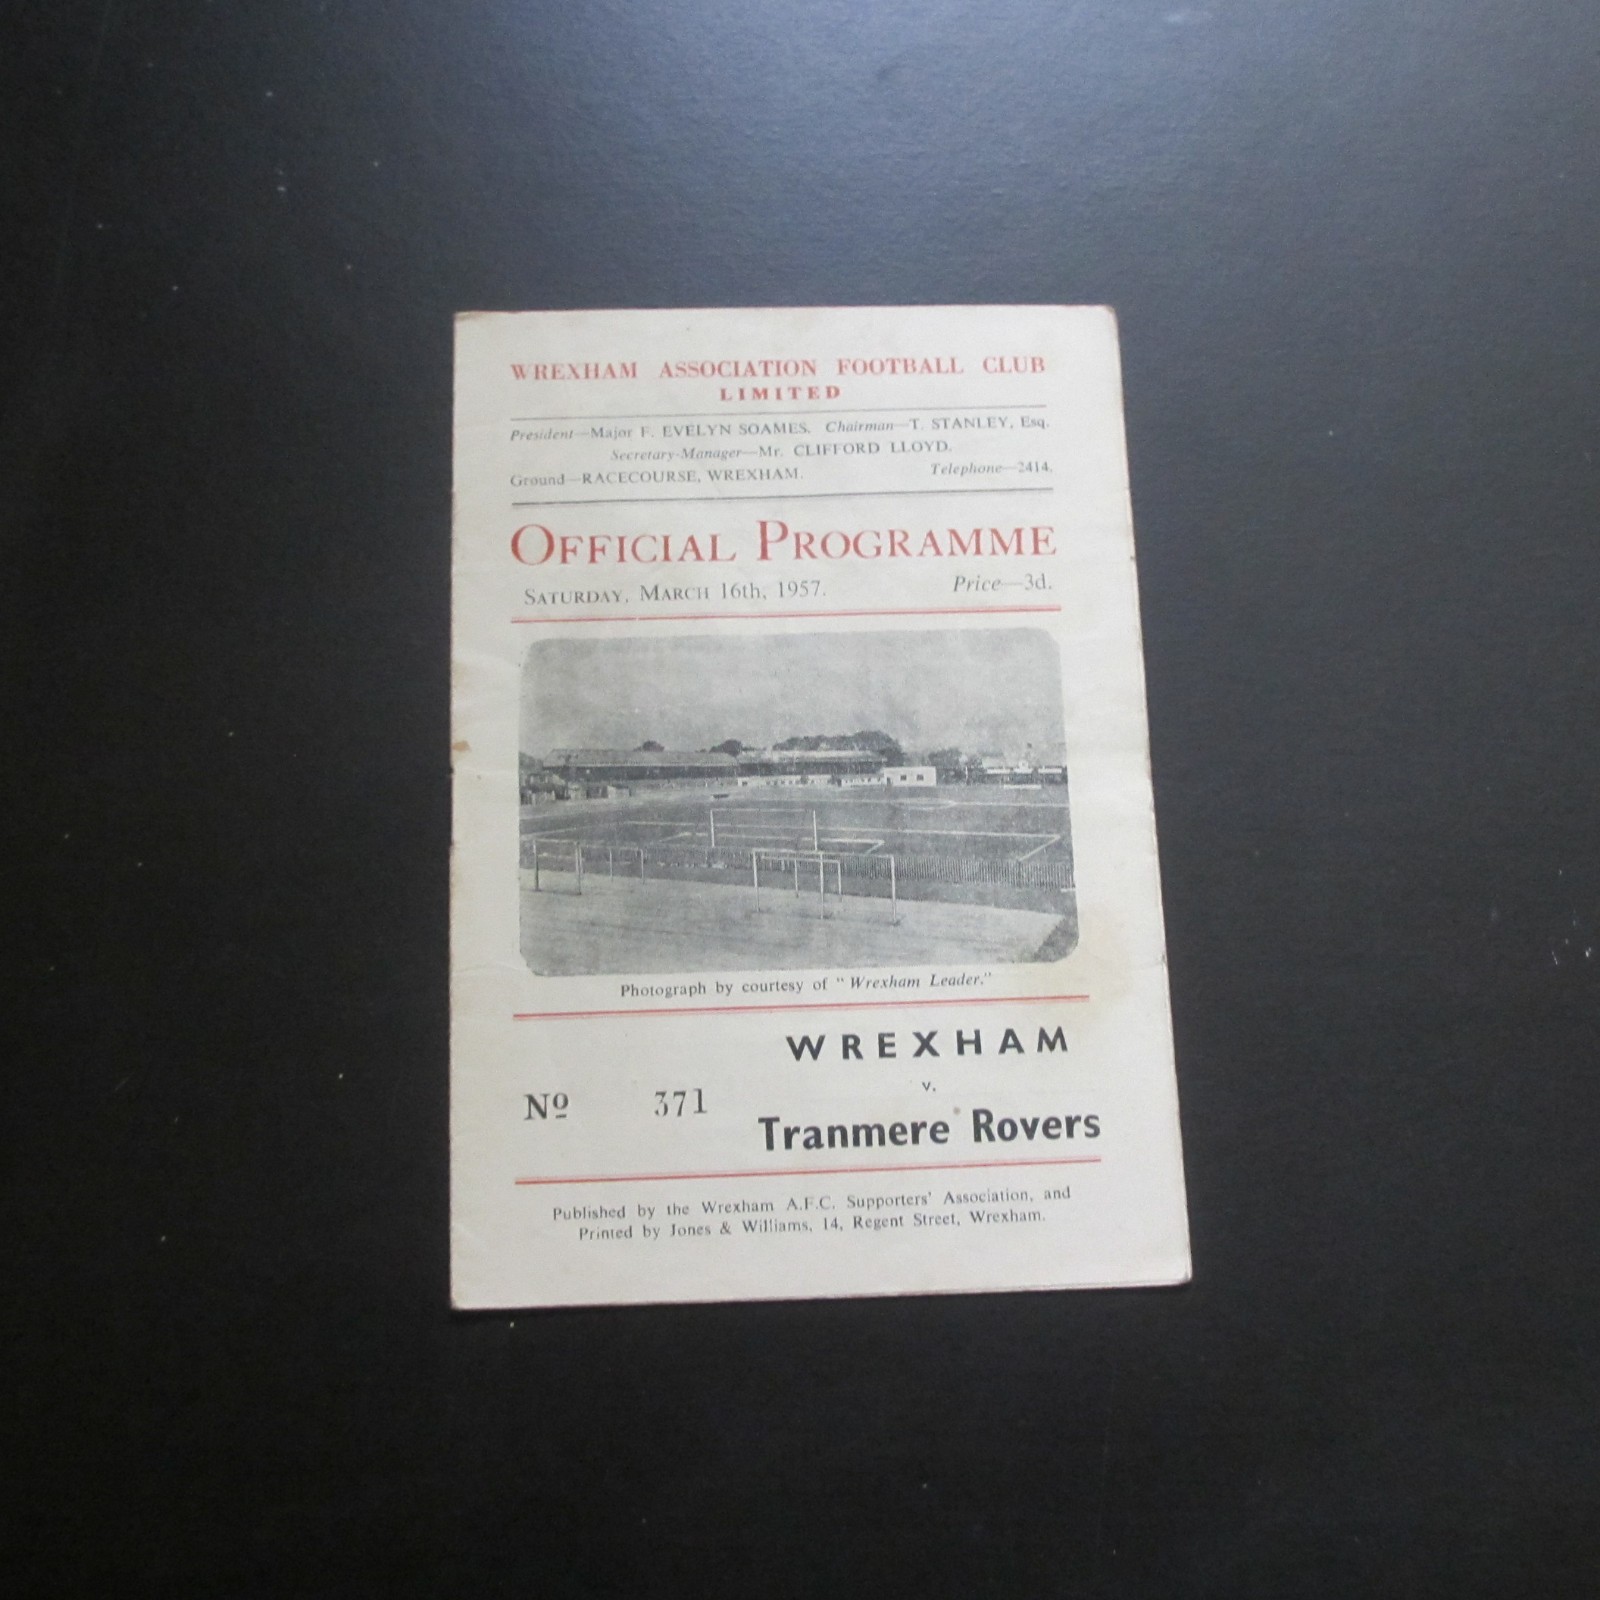 WREXHAM ASSOCIATION FOOTBALL CLUB
LIMITED
President—Major F. EVELYN SOAMES. Chairman—T. STANLEY, Esq.
Secretary-Manager—Mr. CLIFFORD LLOYD.
Ground—RACECOURSE, WREXHAM. Telephone—2414.
OFFICIAL PROGRAMME
SATURDAY, MARCH 16th, 1957. Price—3d.
Photograph by courtesy of "Wrexham Leader."
WREXHAM
v.
Nº 371
Tranmere Rovers
Published by the Wrexham A.F.C. Supporters' Association, and
Printed by Jones & Williams, 14, Regent Street, Wrexham.